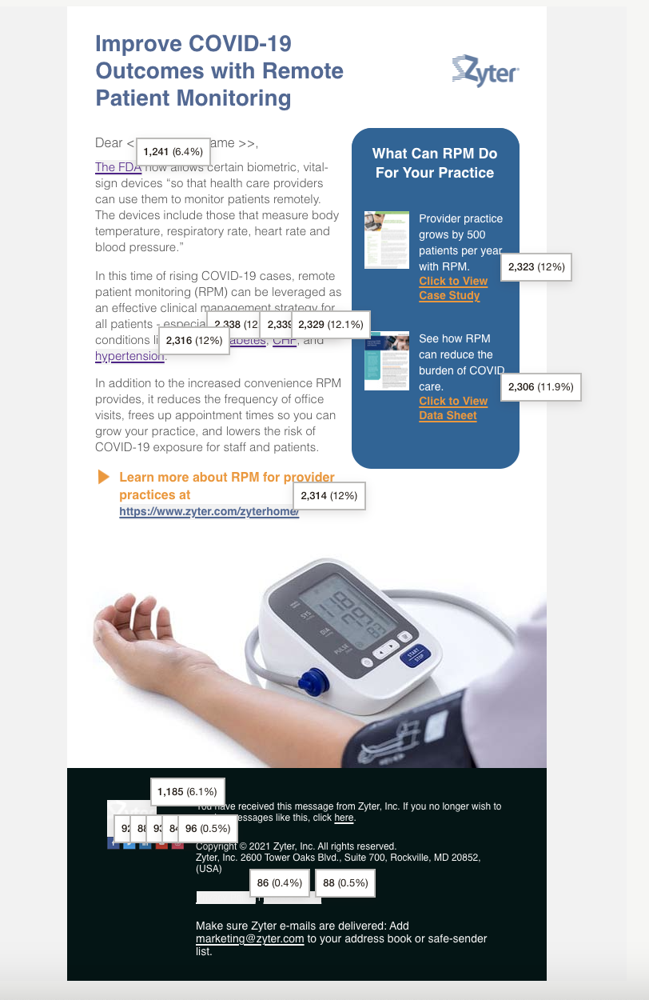 Improve COVID-19
Outcomes with Remote
Patient Monitoring
Zyter
Dear < ame >>,
1,241 (6.4%)
The FDA now allows certain biometric, vital-
sign devices “so that health care providers
can use them to monitor patients remotely.
The devices include those that measure body
temperature, respiratory rate, heart rate and
blood pressure.”
In this time of rising COVID-19 cases, remote
patient monitoring (RPM) can be leveraged as
an effective clinical management strategy for
all patients - especia
2,338 (12 2,339 2,329 (12.1%)
conditions li abetes, CHF, and
2,316 (12%)
hypertension.
In addition to the increased convenience RPM
provides, it reduces the frequency of office
visits, frees up appointment times so you can
grow your practice, and lowers the risk of
COVID-19 exposure for staff and patients.
Learn more about RPM for provider
practices at
2,314 (12%)
https://www.zyter.com/zyterhome/
What Can RPM Do
For Your Practice
Provider practice
grows by 500
patients per year
with RPM.
2,323 (12%)
Click to View
Case Study
See how RPM
can reduce the
burden of COVID
care.
2,306 (11.9%)
Click to View
Data Sheet
SYS
DIA
PULSE
START
STOP
1,185 (6.1%)
You have received this message from Zyter, Inc. If you no longer wish to
messages like this, click here.
92 88 93 84 96 (0.5%)
Copyright © 2021 Zyter, Inc. All rights reserved.
Zyter, Inc. 2600 Tower Oaks Blvd., Suite 700, Rockville, MD 20852,
(USA)
86 (0.4%) 88 (0.5%)
Make sure Zyter e-mails are delivered: Add
marketing@zyter.com to your address book or safe-sender
list.